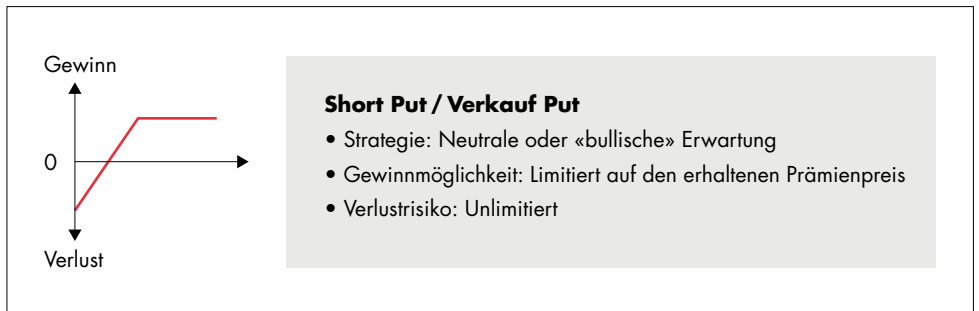 Gewinn
0
Verlust
Short Put / Verkauf Put
• Strategie: Neutrale oder «bullische» Erwartung
• Gewinnmöglichkeit: Limitiert auf den erhaltenen Prämienpreis
• Verlustrisiko: Unlimitiert